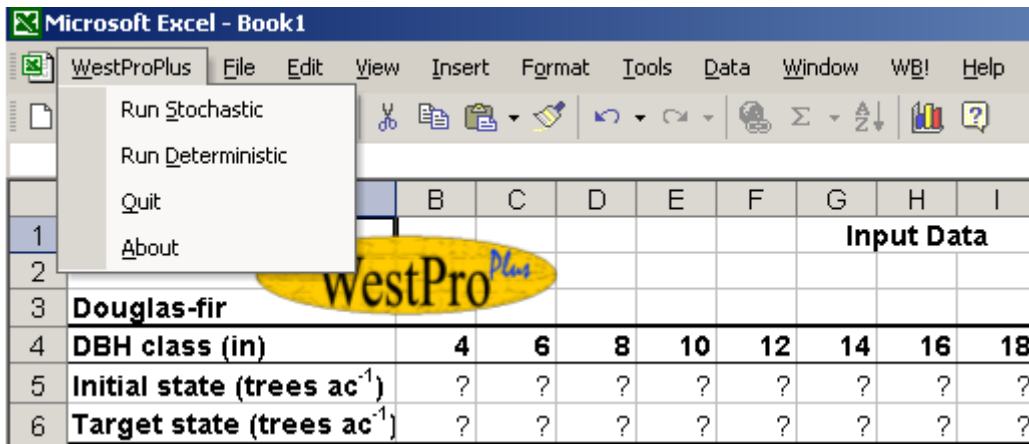 Microsoft Excel - Book1
WestProPlus File Edit View Insert Format Tools Data Window WB! Help
Run Stochastic
Run Deterministic
Quit
About
B C D E F G H I
1 Input Data
2 WestPro Plus
3 Douglas-fir
4 DBH class (in) 4 6 8 10 12 14 16 18
5 Initial state (trees ac⁻¹) ? ? ? ? ? ? ? ?
6 Target state (trees ac⁻¹) ? ? ? ? ? ? ? ?